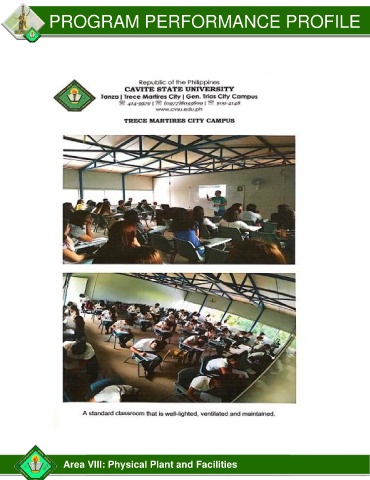 PROGRAM PERFORMANCE PROFILE
Republic of the Philippines
CAVITE STATE UNIVERSITY
Tanza | Trece Martires City | Gen. Trias City Campus
www.cvsu.edu.ph
TRECE MARTIRES CITY CAMPUS
A standard classroom that is well-lighted, ventilated and maintained.
Area VIII: Physical Plant and Facilities